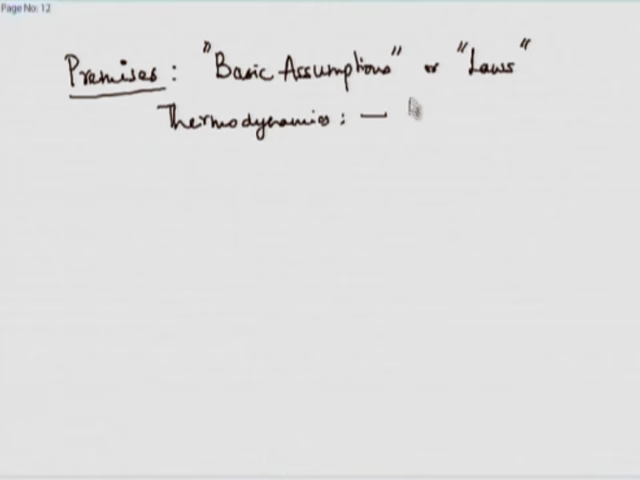 Page No: 12
Premises: "Basic Assumptions" or "Laws"
Thermodynamics: —